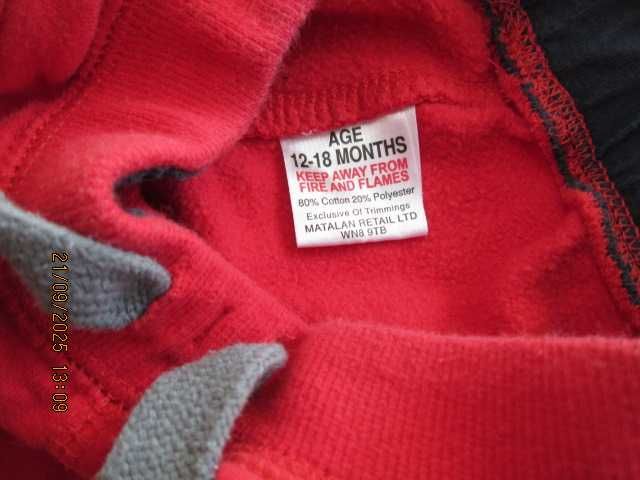 AGE
12-18 MONTHS
KEEP AWAY FROM
FIRE AND FLAMES
80% Cotton 20% Polyester
Exclusive Of Trimmings
MATALAN RETAIL LTD
WN8 9TB
21/09/2025 13:09